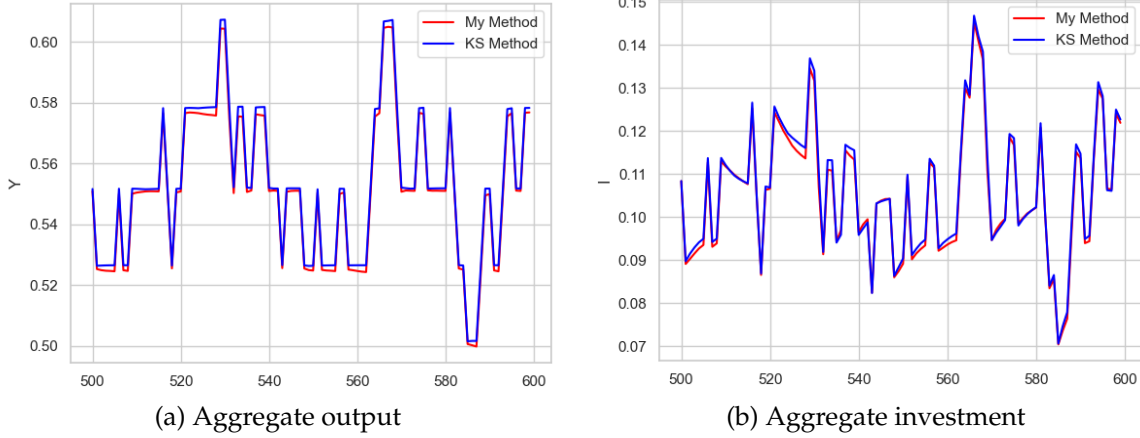 0.60
0.58
0.56
0.54
0.52
0.50
Y
500 520 540 560 580 600
My Method
KS Method
(a) Aggregate output
0.15
0.14
0.13
0.12
0.11
0.10
0.09
0.08
0.07
I
500 520 540 560 580 600
My Method
KS Method
(b) Aggregate investment